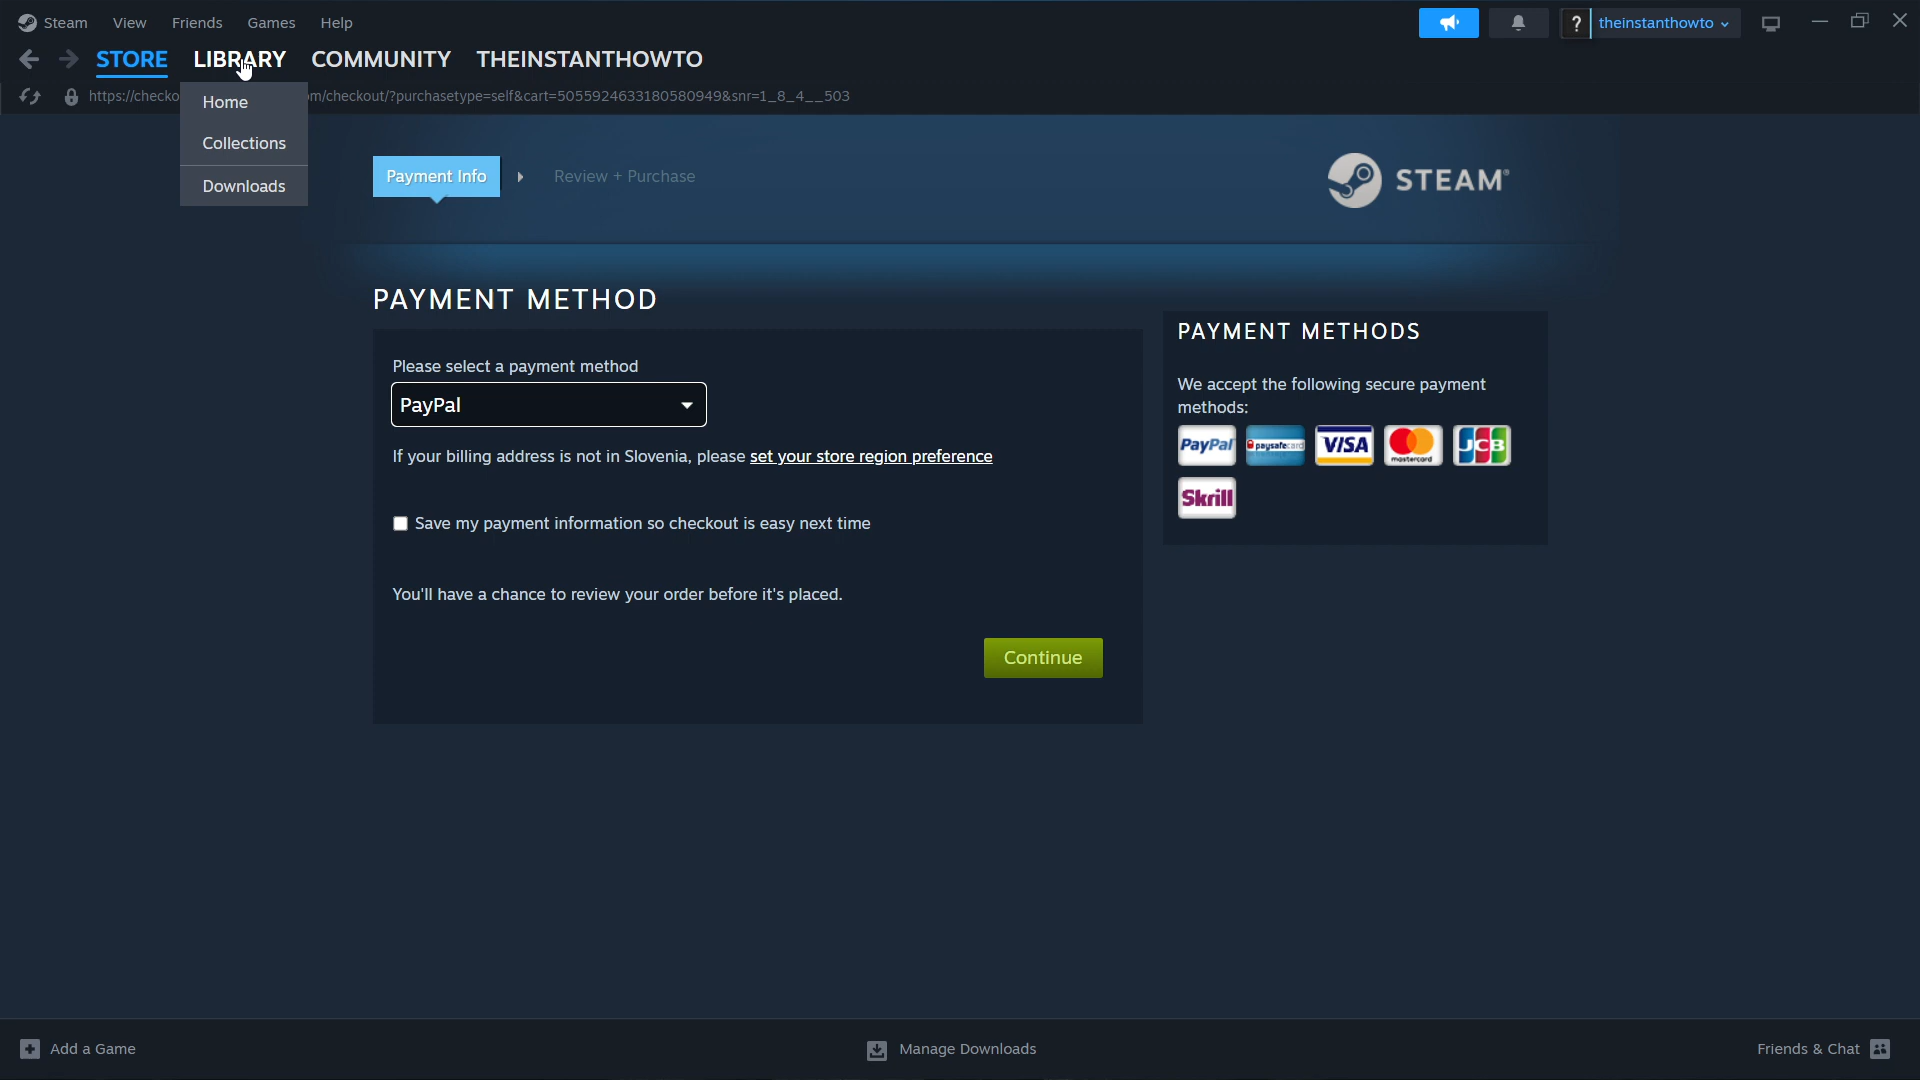 Steam View Friends Games Help
? theinstanthowto
STORE LIBRARY COMMUNITY THEINSTANTHOWTO
https://checko m/checkout/?purchasetype=self&cart=5055924633180580949&snr=1_8_4__503
Home
Collections
Downloads
Payment Info Review + Purchase
STEAM®
PAYMENT METHOD
Please select a payment method
PayPal
If your billing address is not in Slovenia, please set your store region preference
Save my payment information so checkout is easy next time
You'll have a chance to review your order before it's placed.
Continue
PAYMENT METHODS
We accept the following secure payment
methods:
PayPal paysafecard VISA mastercard JCB
Skrill
Add a Game Manage Downloads Friends & Chat